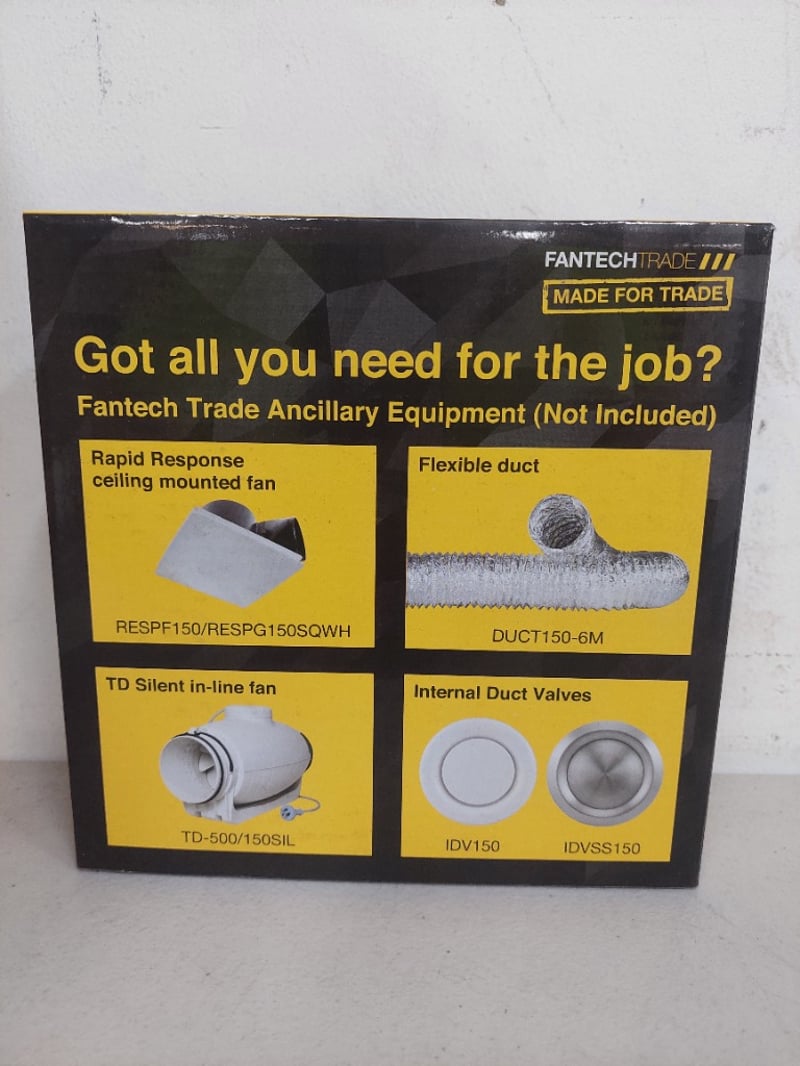 FANTECHTRADE
MADE FOR TRADE
Got all you need for the job?
Fantech Trade Ancillary Equipment (Not Included)
Rapid Response
ceiling mounted fan
RESPF150/RESPG150SQWH
Flexible duct
DUCT150-6M
TD Silent in-line fan
TD-500/150SIL
Internal Duct Valves
IDV150
IDVSS150